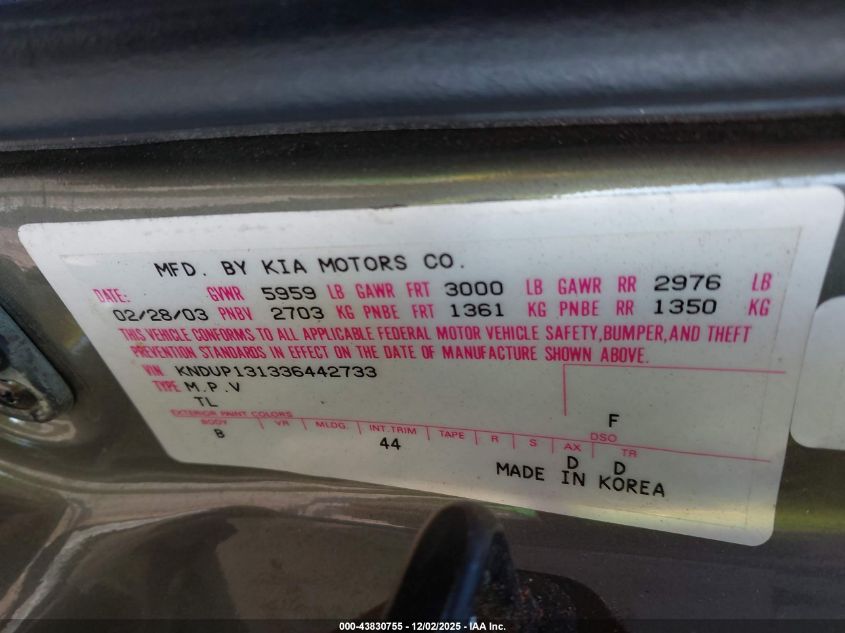 MFD. BY KIA MOTORS CO.
DATE: GVWR 5959 LB GAWR FRT 3000 LB GAWR RR 2976 LB
02/28/03 PNBV 2703 KG PNBE FRT 1361 KG PNBE RR 1350 KG
THIS VEHICLE CONFORMS TO ALL APPLICABLE FEDERAL MOTOR VEHICLE SAFETY,BUMPER,AND THEFT
PREVENTION STANDARDS IN EFFECT ON THE DATE OF MANUFACTURE SHOWN ABOVE.
VIN KNDUP131336442733
TYPE M.P.V
TL F
EXTERIOR PAINT COLORS DSO
BODY VR MLDG. INT.TRIM TAPE R S AX TR
B 44 D D
MADE IN KOREA
000-43830755 - 12/02/2025 - IAA Inc.